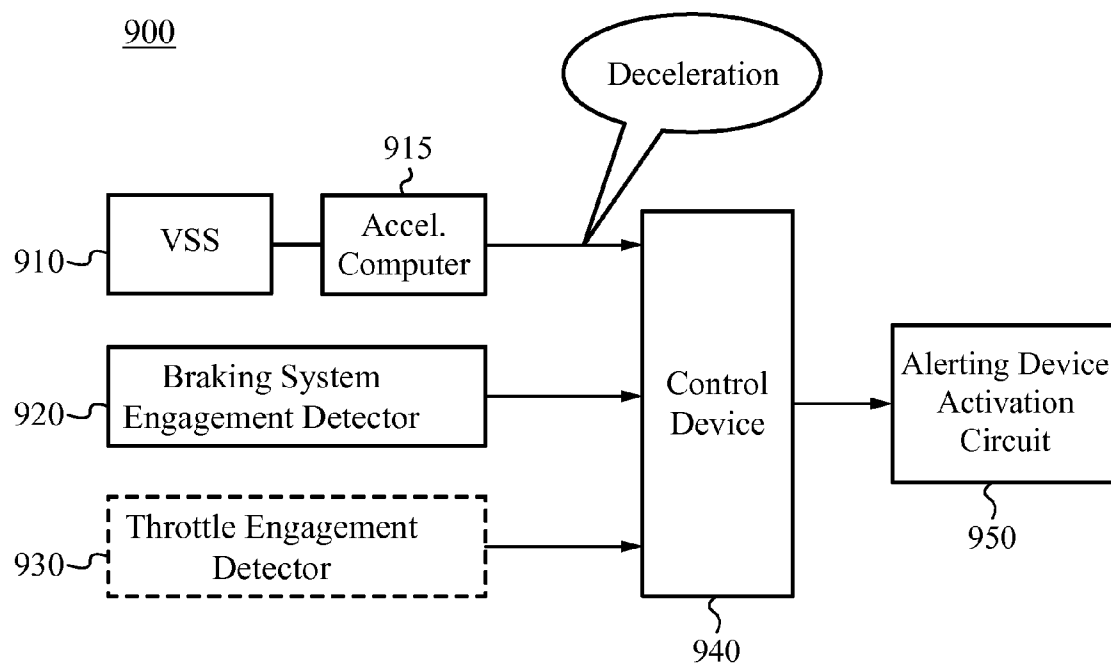 900
Deceleration
915
VSS
Accel.
Computer
910
Braking System
Engagement Detector
920
Throttle Engagement
Detector
930
Control
Device
940
Alerting Device
Activation
Circuit
950